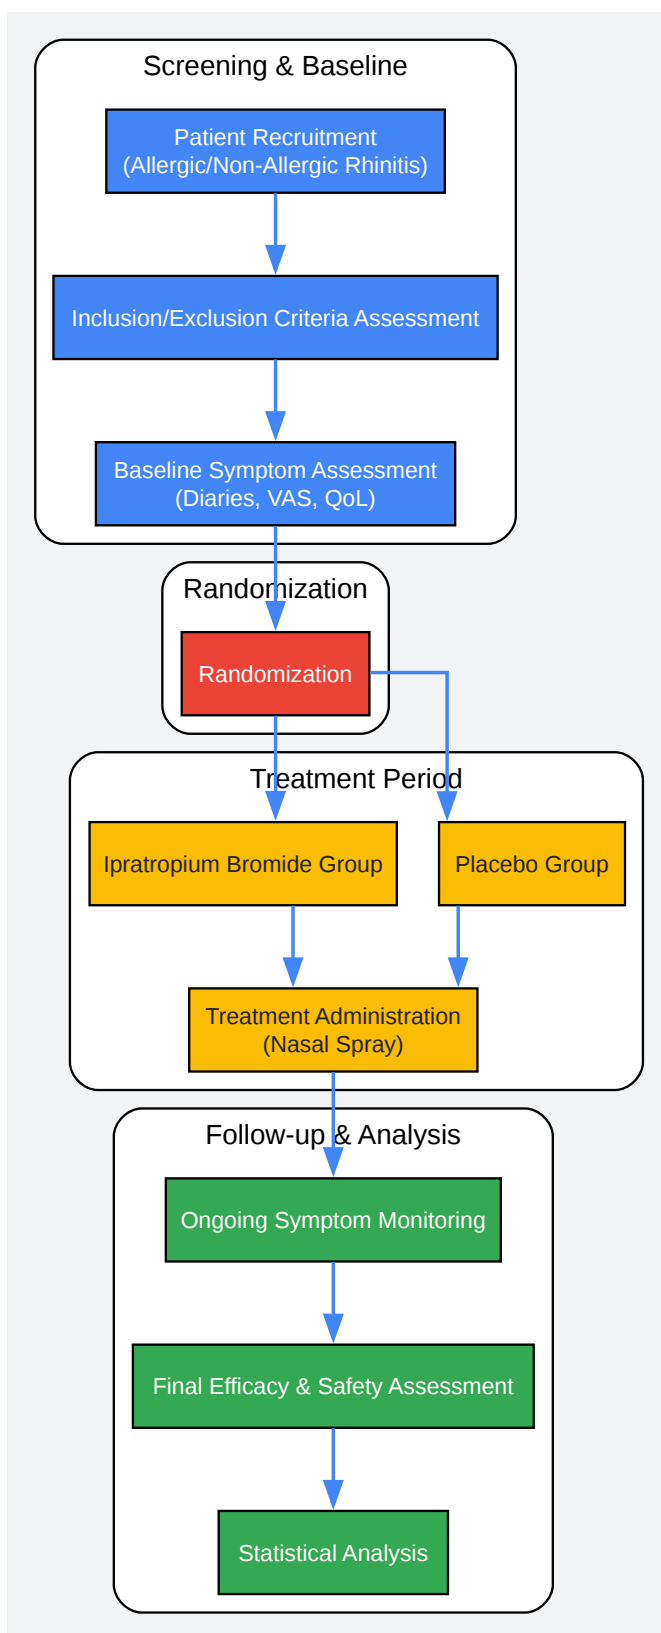 Screening & Baseline
Patient Recruitment
(Allergic/Non-Allergic Rhinitis)
Inclusion/Exclusion Criteria Assessment
Baseline Symptom Assessment
(Diaries, VAS, QoL)
Randomization
Randomization
Treatment Period
Ipratropium Bromide Group
Placebo Group
Treatment Administration
(Nasal Spray)
Follow-up & Analysis
Ongoing Symptom Monitoring
Final Efficacy & Safety Assessment
Statistical Analysis